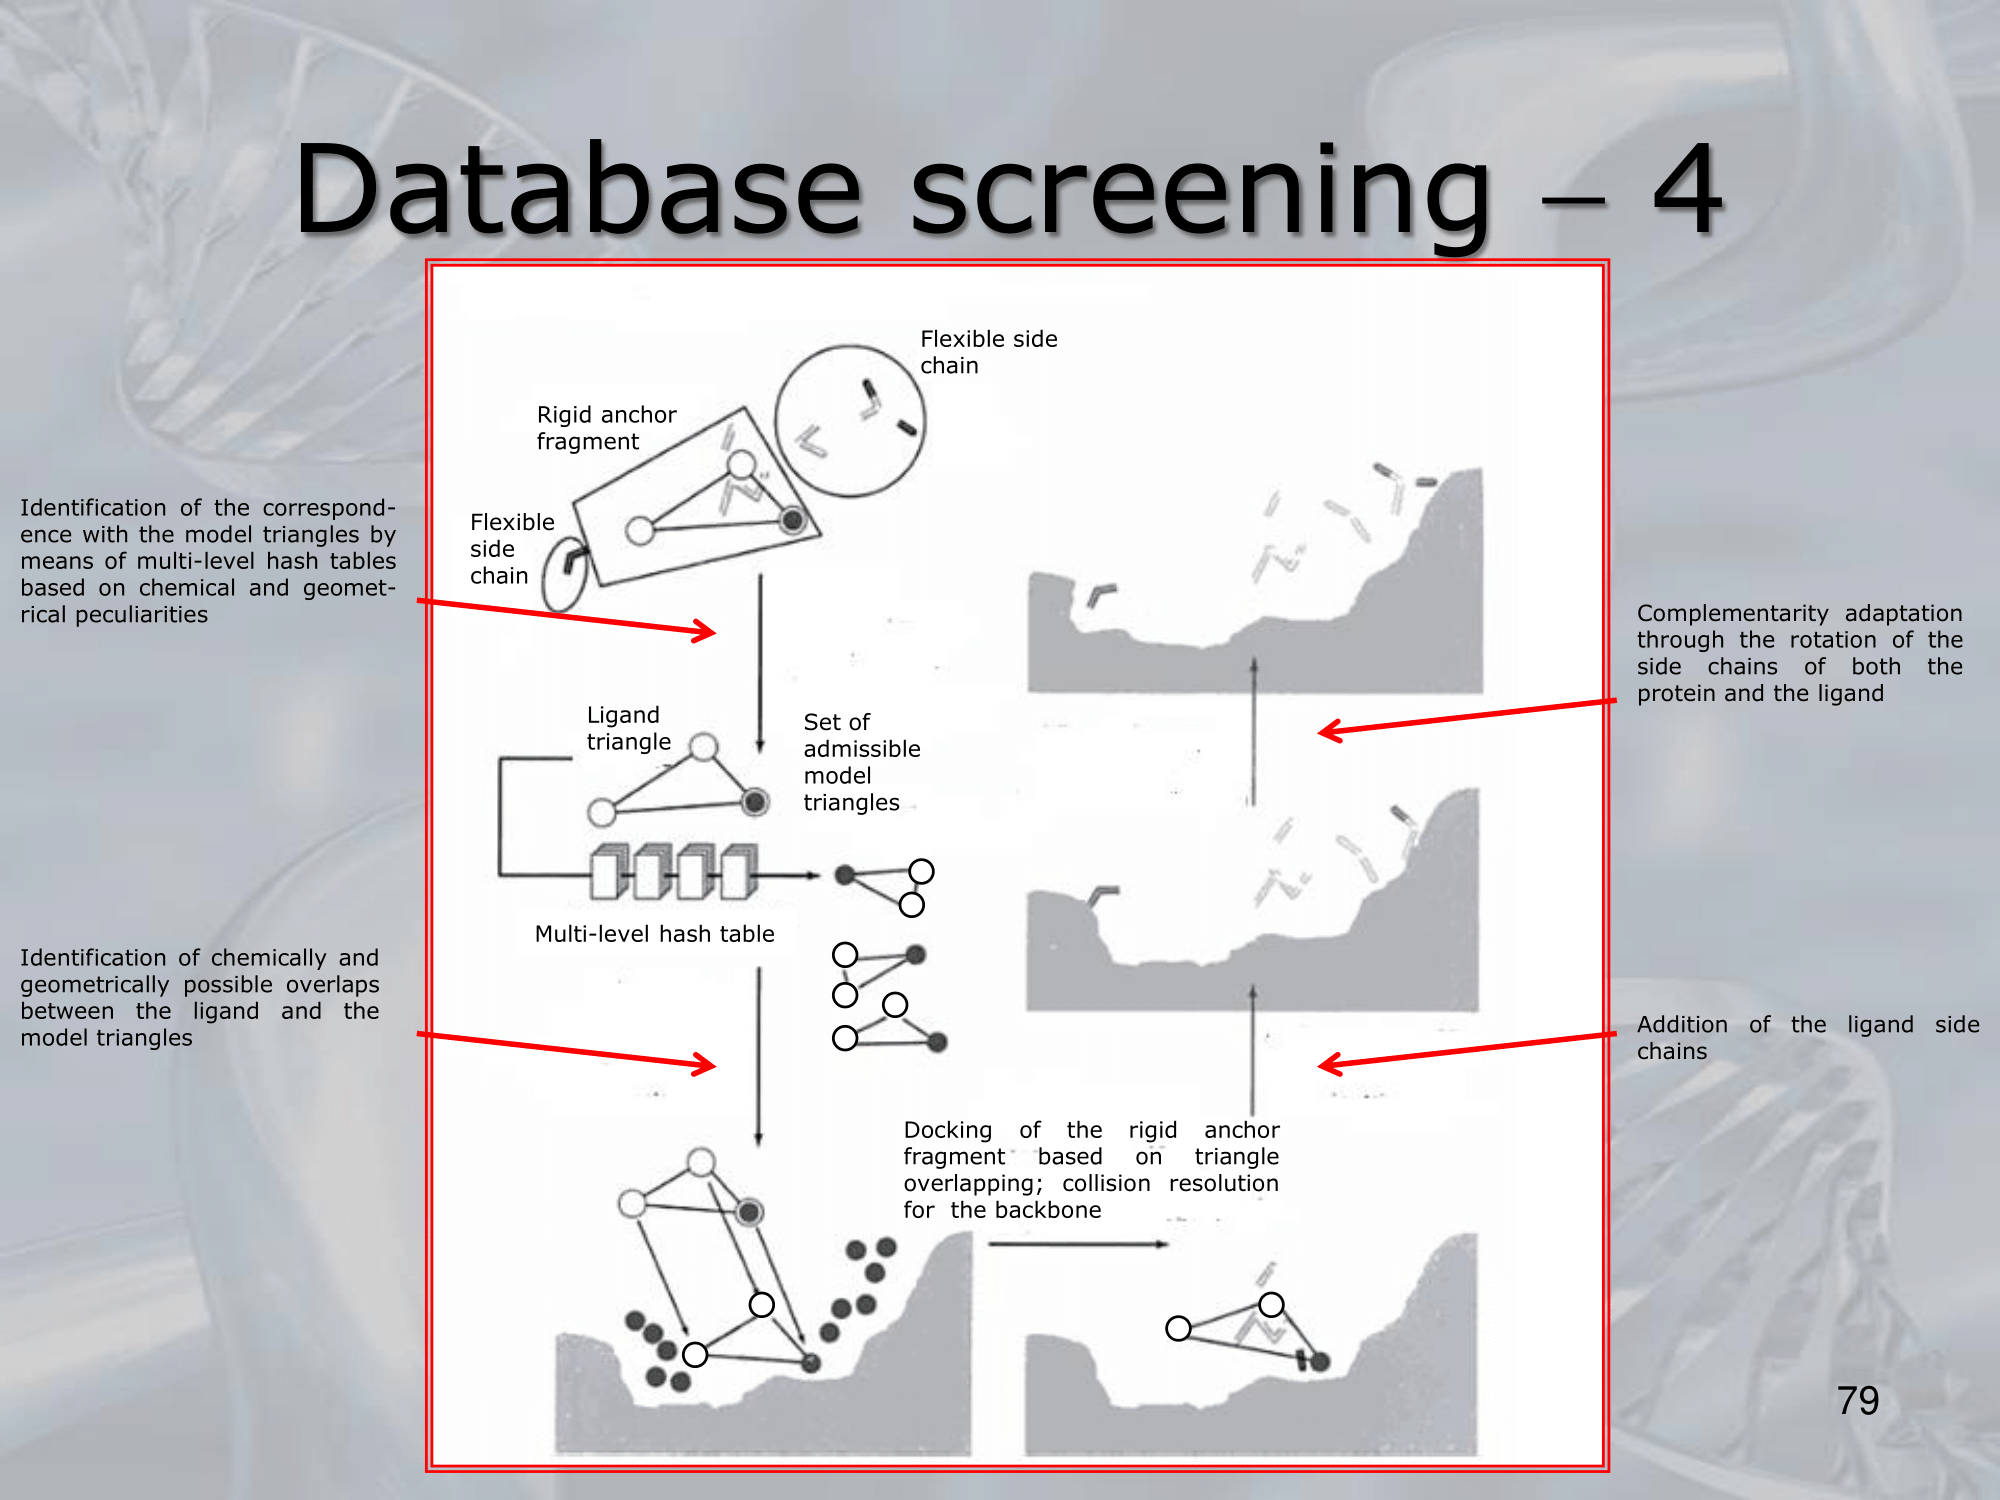 Database screening – 4
Flexible side
chain
Rigid anchor
fragment
Flexible
side
chain
Identification of the correspond-
ence with the model triangles by
means of multi-level hash tables
based on chemical and geomet-
rical peculiarities
Complementarity adaptation
through the rotation of the
side chains of both the
protein and the ligand
Ligand
triangle
Set of
admissible
model
triangles
Multi-level hash table
Identification of chemically and
geometrically possible overlaps
between the ligand and the
model triangles
Addition of the ligand side
chains
Docking of the rigid anchor
fragment based on triangle
overlapping; collision resolution
for the backbone
79